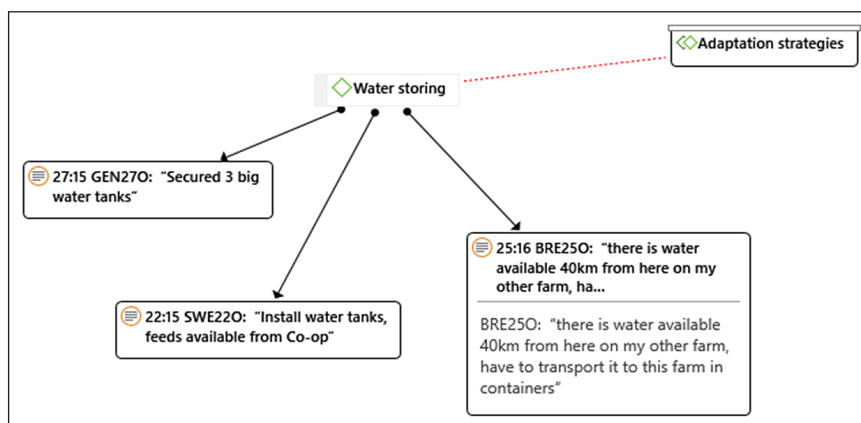 Adaptation strategies
Water storing
27:15 GEN27O: “Secured 3 big
water tanks”
25:16 BRE25O: “there is water
available 40km from here on my
other farm, ha...
BRE25O: “there is water available
40km from here on my other farm,
have to transport it to this farm in
containers”
22:15 SWE22O: “Install water tanks,
feeds available from Co-op”